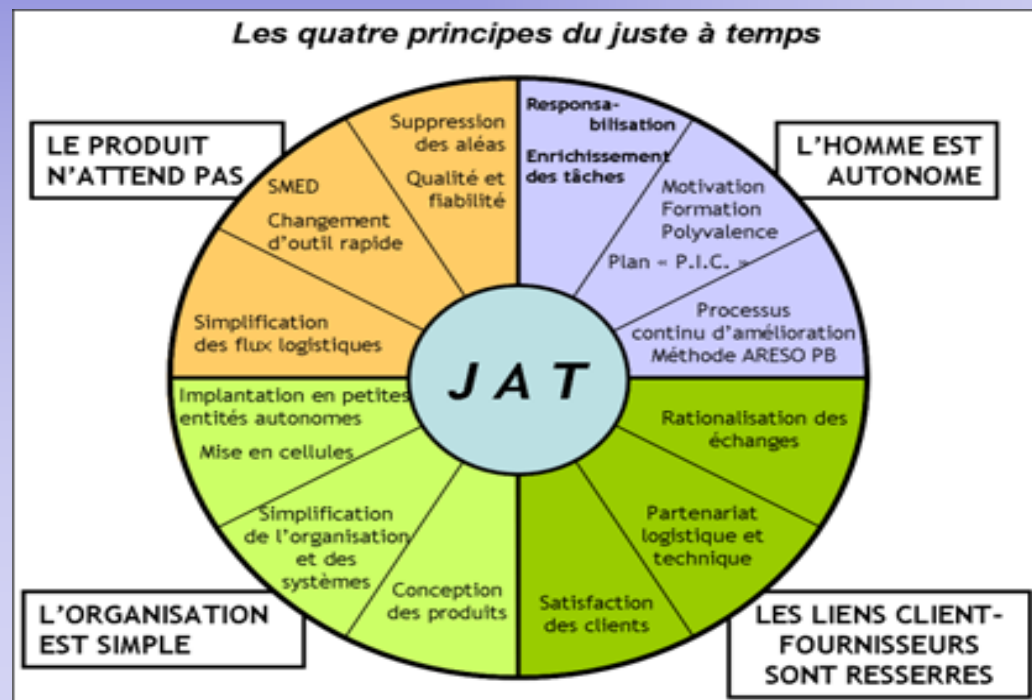 Les quatre principes du juste à temps
LE PRODUIT
N'ATTEND PAS
Suppression
des aléas
Qualité et
fiabilité
SMED
Changement
d'outil rapide
Simplification
des flux logistiques
Responsa-
bilisation
Enrichissement
des tâches
Motivation
Formation
Polyvalence
Plan « P.I.C. »
Processus
continu d'amélioration
Méthode ARESO PB
L'HOMME EST
AUTONOME
J A T
Implantation en petites
entités autonomes
Mise en cellules
Simplification
de l'organisation
et des
systèmes
Conception
des produits
L'ORGANISATION
EST SIMPLE
Rationalisation des
échanges
Partenariat
logistique et
technique
Satisfaction
des clients
LES LIENS CLIENT-
FOURNISSEURS
SONT RESSERRES